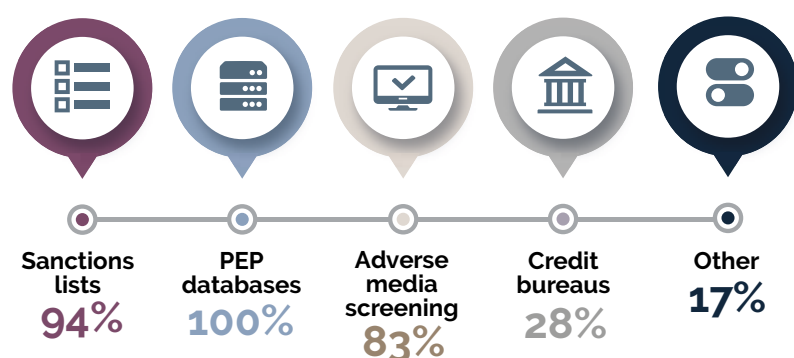 Sanctions
lists
94%
PEP
databases
100%
Adverse
media
screening
83%
Credit
bureaus
28%
Other
17%